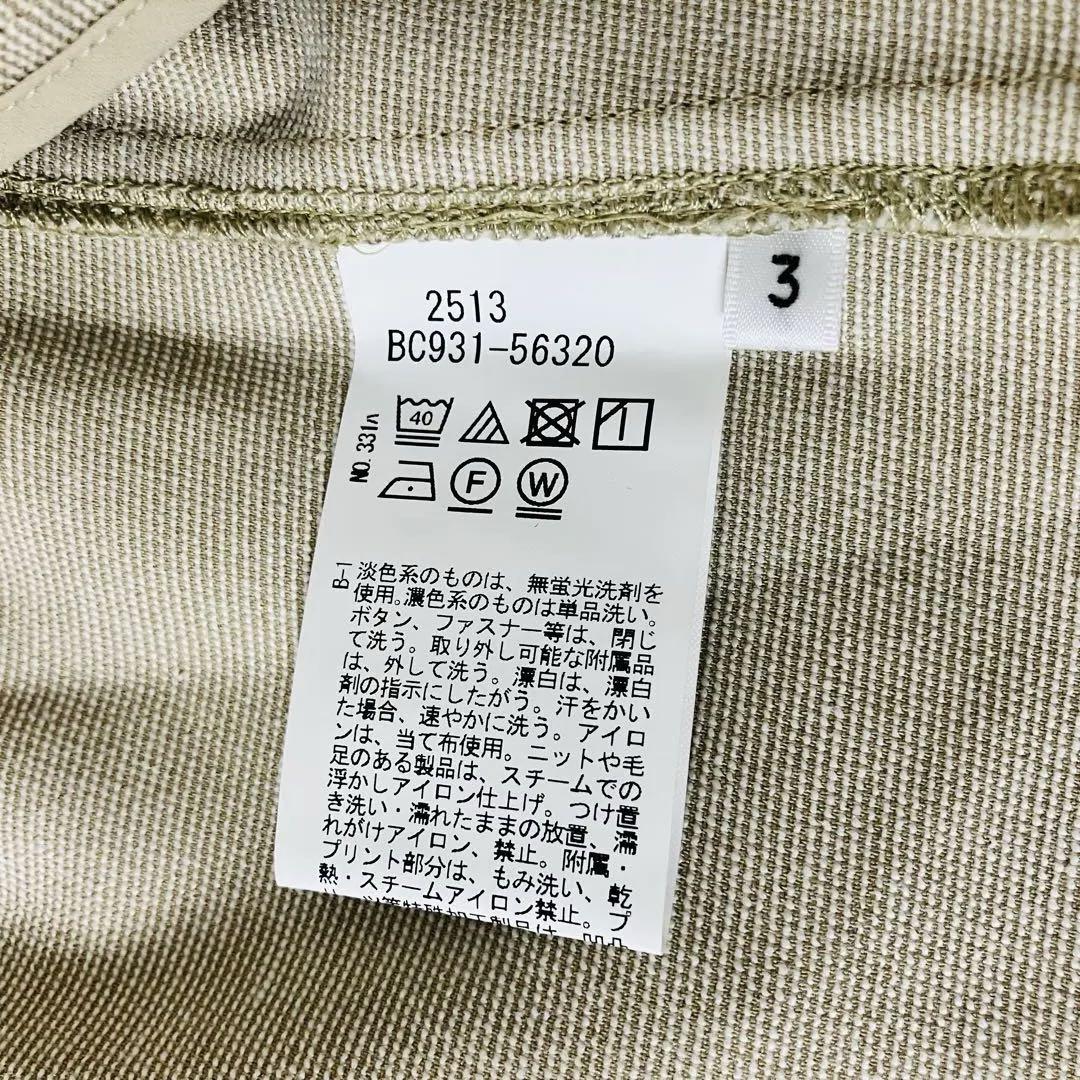 3
2513
BC931-56320
40
NO. 331A
F
W
B-1
淡色系のものは、無蛍光洗剤を
使用。濃色系のものは単品洗い。
ボタン、ファスナー等は、閉じ
て洗う。取り外し可能な附属品
は、外して洗う。漂白は、漂白
剤の指示にしたがう。汗をかい
た場合、速やかに洗う。アイロ
ンは、当て布使用。ニットや毛
足のある製品は、スチームでの
浮かしアイロン仕上げ。つけ置
き洗い・濡れたままの放置、濡
れがけアイロン、禁止。附属・
プリント部分は、もみ洗い、乾
熱・スチームアイロン禁止。プ